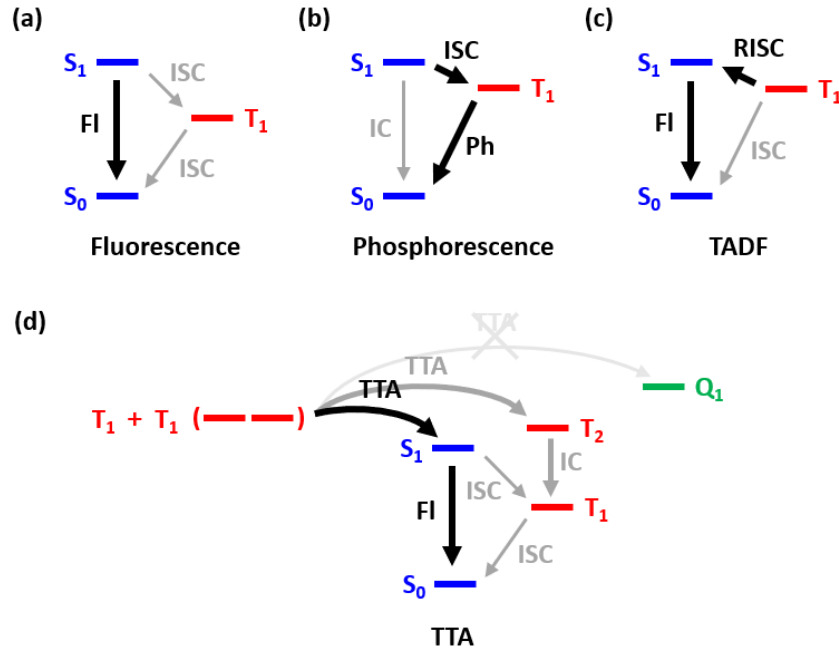 (a)
S1
ISC
Fl
T1
ISC
S0
Fluorescence
(b)
S1
ISC
T1
IC
Ph
S0
Phosphorescence
(c)
RISC
S1
T1
Fl
ISC
S0
TADF
(d)
TTA
TTA
Q1
TTA
T1 + T1 ( )
T2
S1
IC
ISC
Fl
T1
ISC
S0
TTA